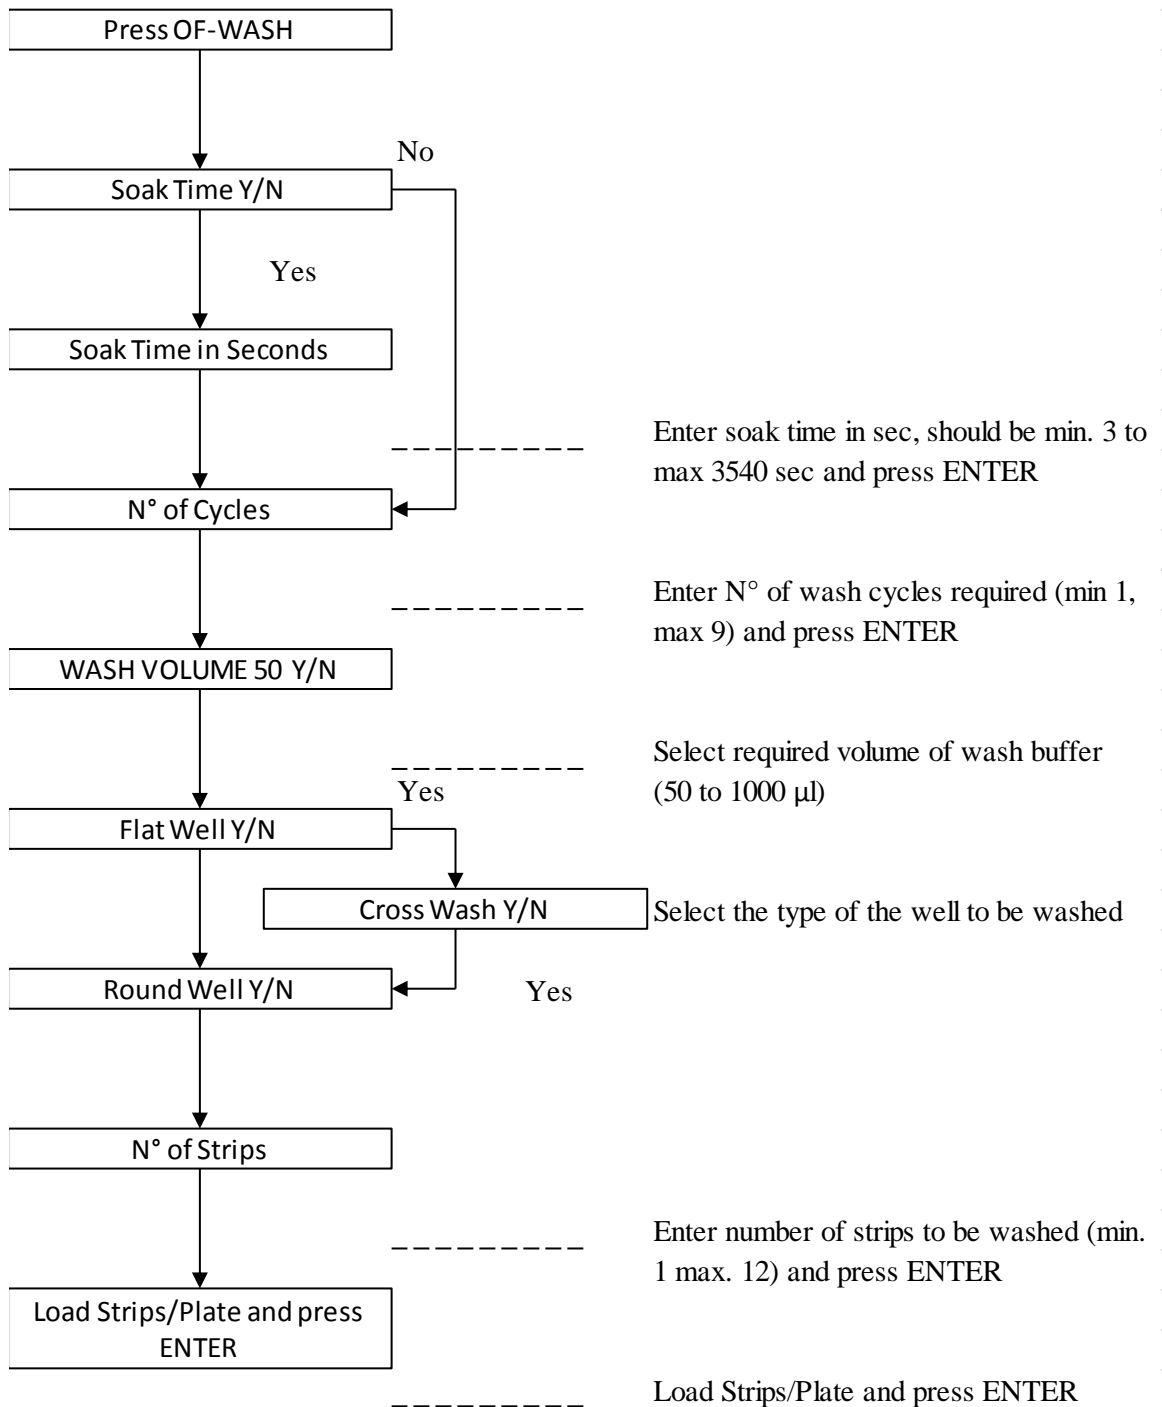 Press OF-WASH
No
Soak Time Y/N
Yes
Soak Time in Seconds
Enter soak time in sec, should be min. 3 to
max 3540 sec and press ENTER
N° of Cycles
Enter N° of wash cycles required (min 1,
max 9) and press ENTER
WASH VOLUME 50 Y/N
Select required volume of wash buffer
(50 to 1000 µl)
Yes
Flat Well Y/N
Cross Wash Y/N
Select the type of the well to be washed
Round Well Y/N
Yes
N° of Strips
Enter number of strips to be washed (min.
1 max. 12) and press ENTER
Load Strips/Plate and press
ENTER
Load Strips/Plate and press ENTER